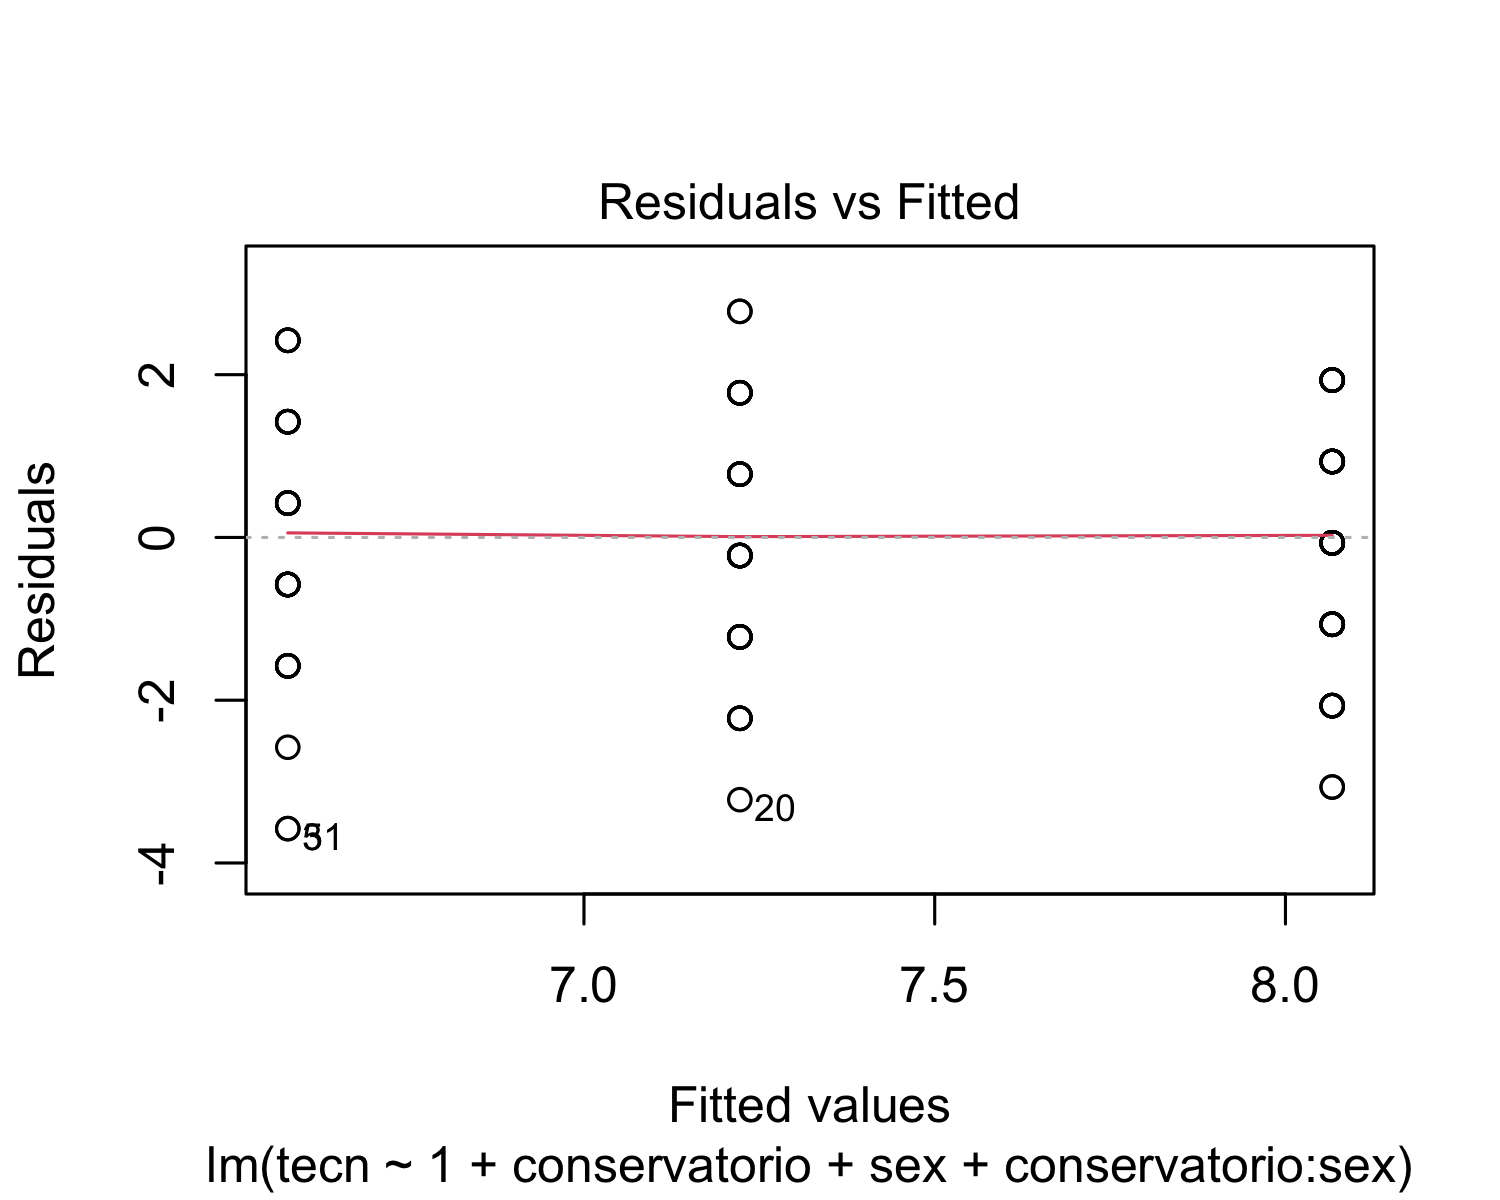 Residuals vs Fitted
Residuals
2
0
-2
-4
20
7.0 7.5 8.0
Fitted values
lm(tecn ~ 1 + conservatorio + sex + conservatorio:sex)